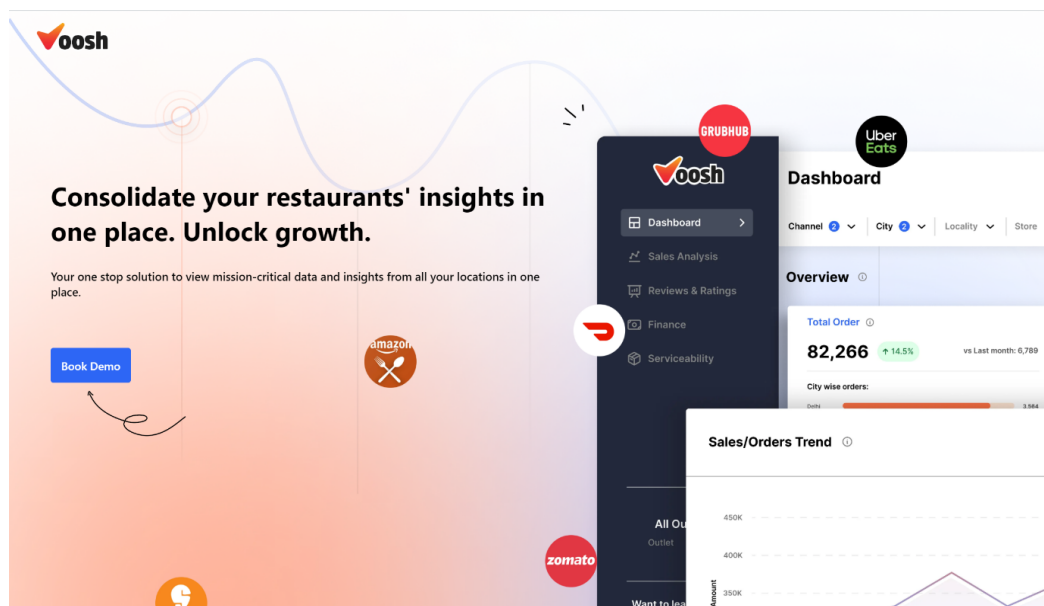 Voosh
Consolidate your restaurants' insights in
one place. Unlock growth.
Your one stop solution to view mission-critical data and insights from all your locations in one
place.
Book Demo
amazon
zomato
GRUBHUB
Uber
Eats
Voosh
Dashboard
Sales Analysis
Reviews & Ratings
Finance
Serviceability
All Ou
Outlet
Want to lea
Dashboard
Channel 2 City 2 Locality Store
Overview
Total Order
82,266 ↑ 14.5% vs Last month: 6,789
City wise orders:
Delhi 3,564
Sales/Orders Trend
450K
400K
350K
Amount